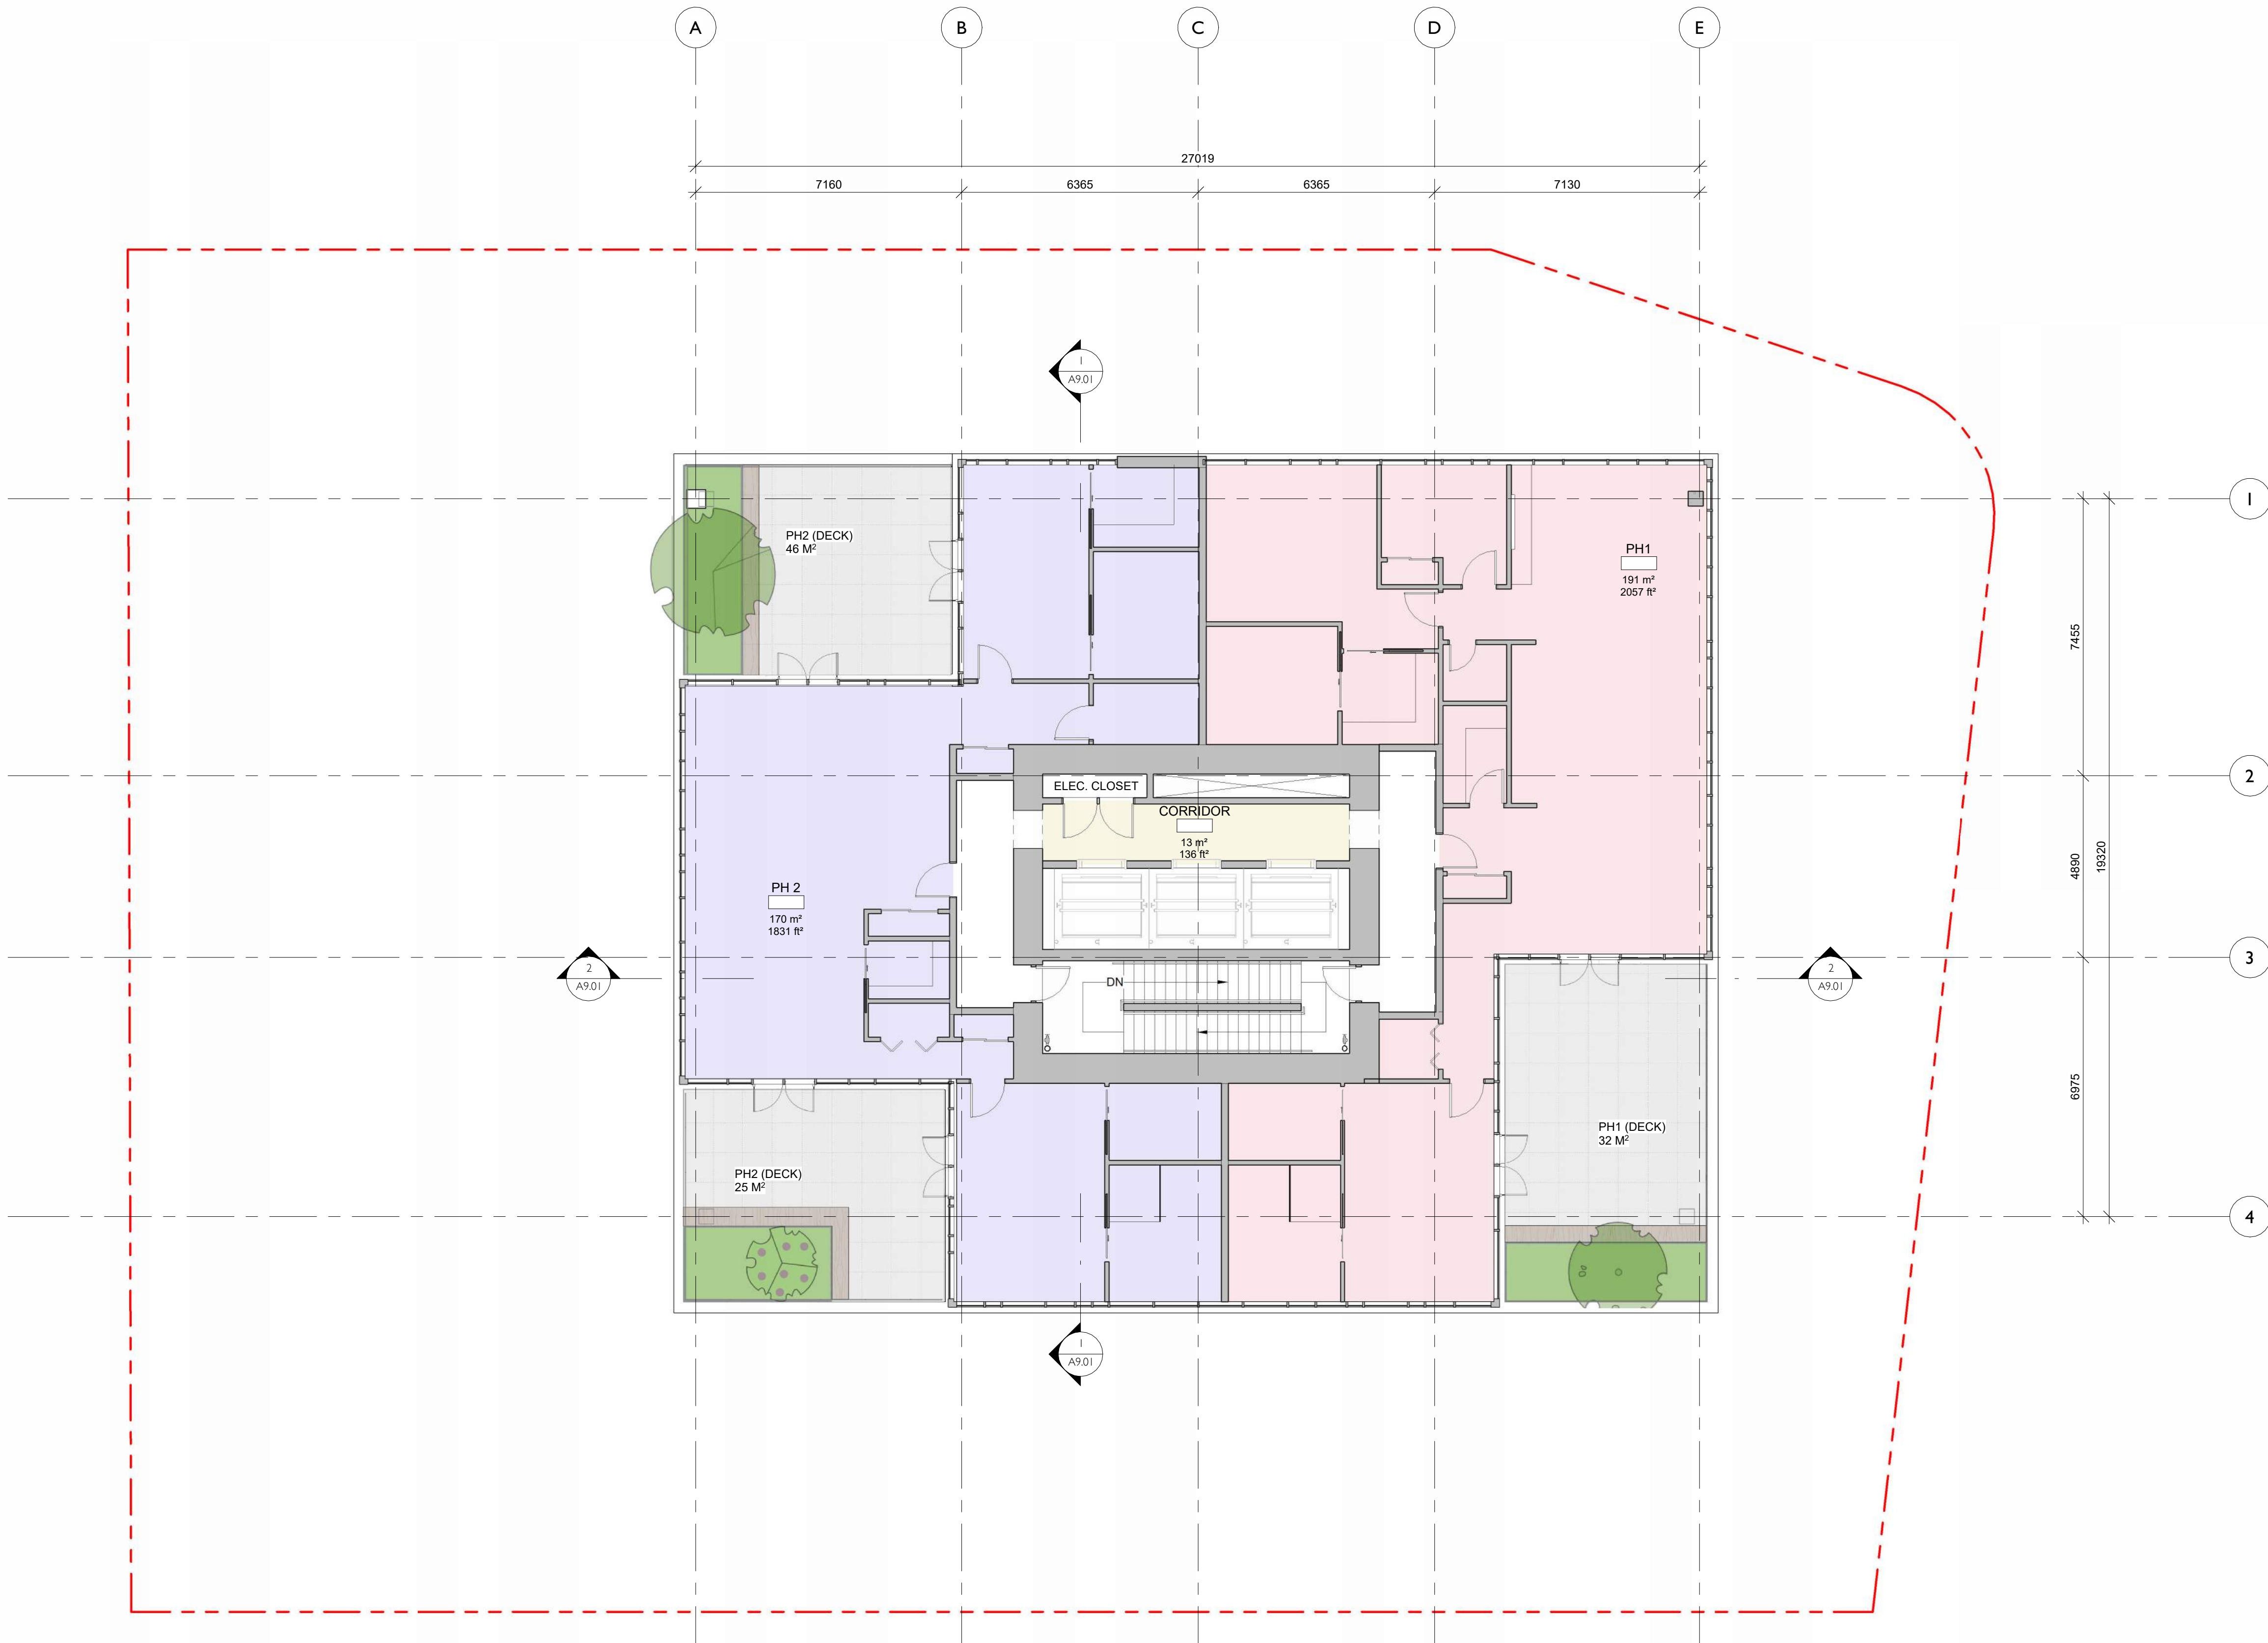 A
B
C
D
E
27019
7160
6365
6365
7130
1
A9.01
1
PH2 (DECK)
46 M²
PH1
191 m²
2057 ft²
7455
2
ELEC. CLOSET
CORRIDOR
13 m²
136 ft²
4890
19320
PH 2
170 m²
1831 ft²
3
2
A9.01
DN
2
A9.01
6975
PH1 (DECK)
32 M²
PH2 (DECK)
25 M²
4
1
A9.01